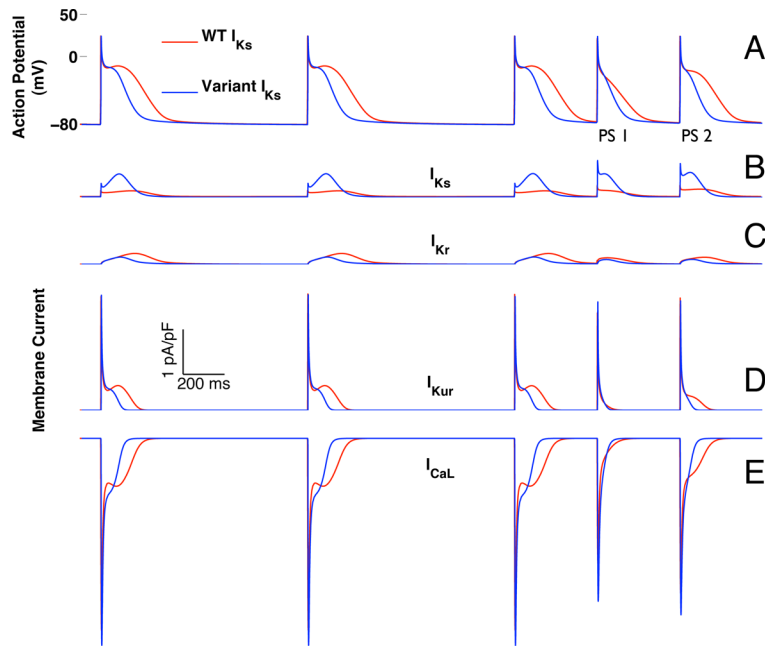 50
0
−80
Action Potential
(mV)
WT I_Ks
Variant I_Ks
A
PS 1
PS 2
B
I_Ks
C
I_Kr
Membrane Current
1 pA/pF
200 ms
D
I_Kur
E
I_CaL